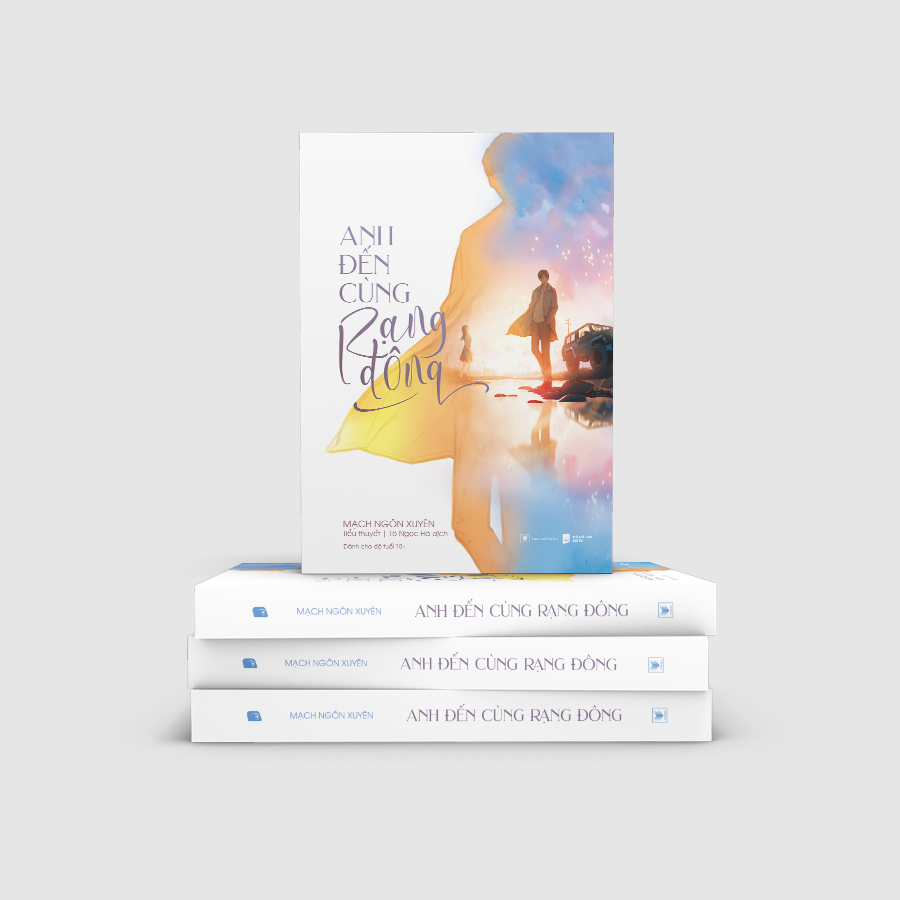 ANH
ĐẾN
CÙNG
Rạng
đông
MẠCH NGÔN XUYÊN
Tiểu thuyết | Tô Ngọc Hà dịch
Dành cho độ tuổi 18+
MẠCH NGÔN XUYÊN ANH ĐẾN CÙNG RẠNG ĐÔNG
MẠCH NGÔN XUYÊN ANH ĐẾN CÙNG RẠNG ĐÔNG
MẠCH NGÔN XUYÊN ANH ĐẾN CÙNG RẠNG ĐÔNG